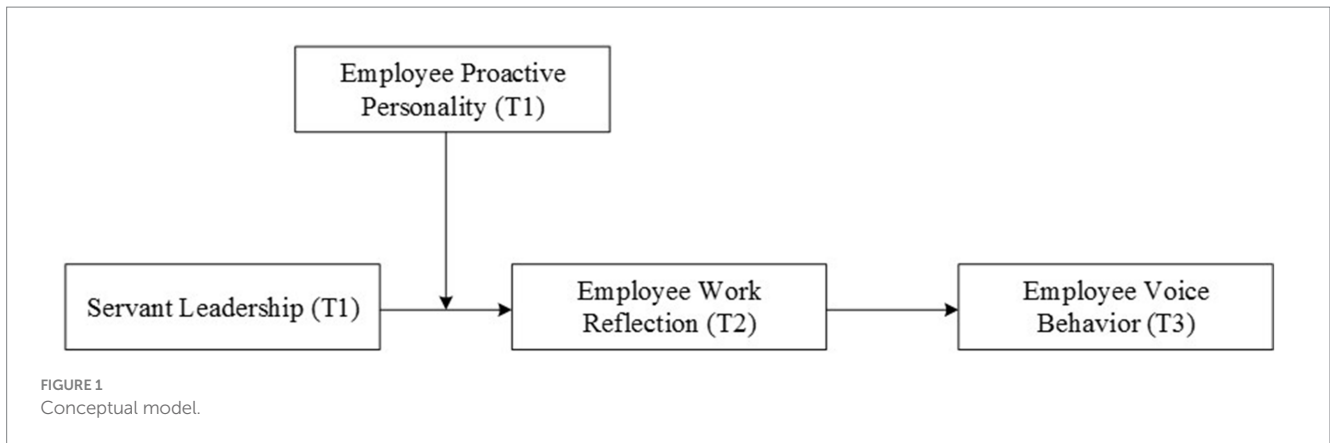 Employee Proactive
Personality (T1)
Servant Leadership (T1)
Employee Work
Reflection (T2)
Employee Voice
Behavior (T3)
FIGURE 1
Conceptual model.